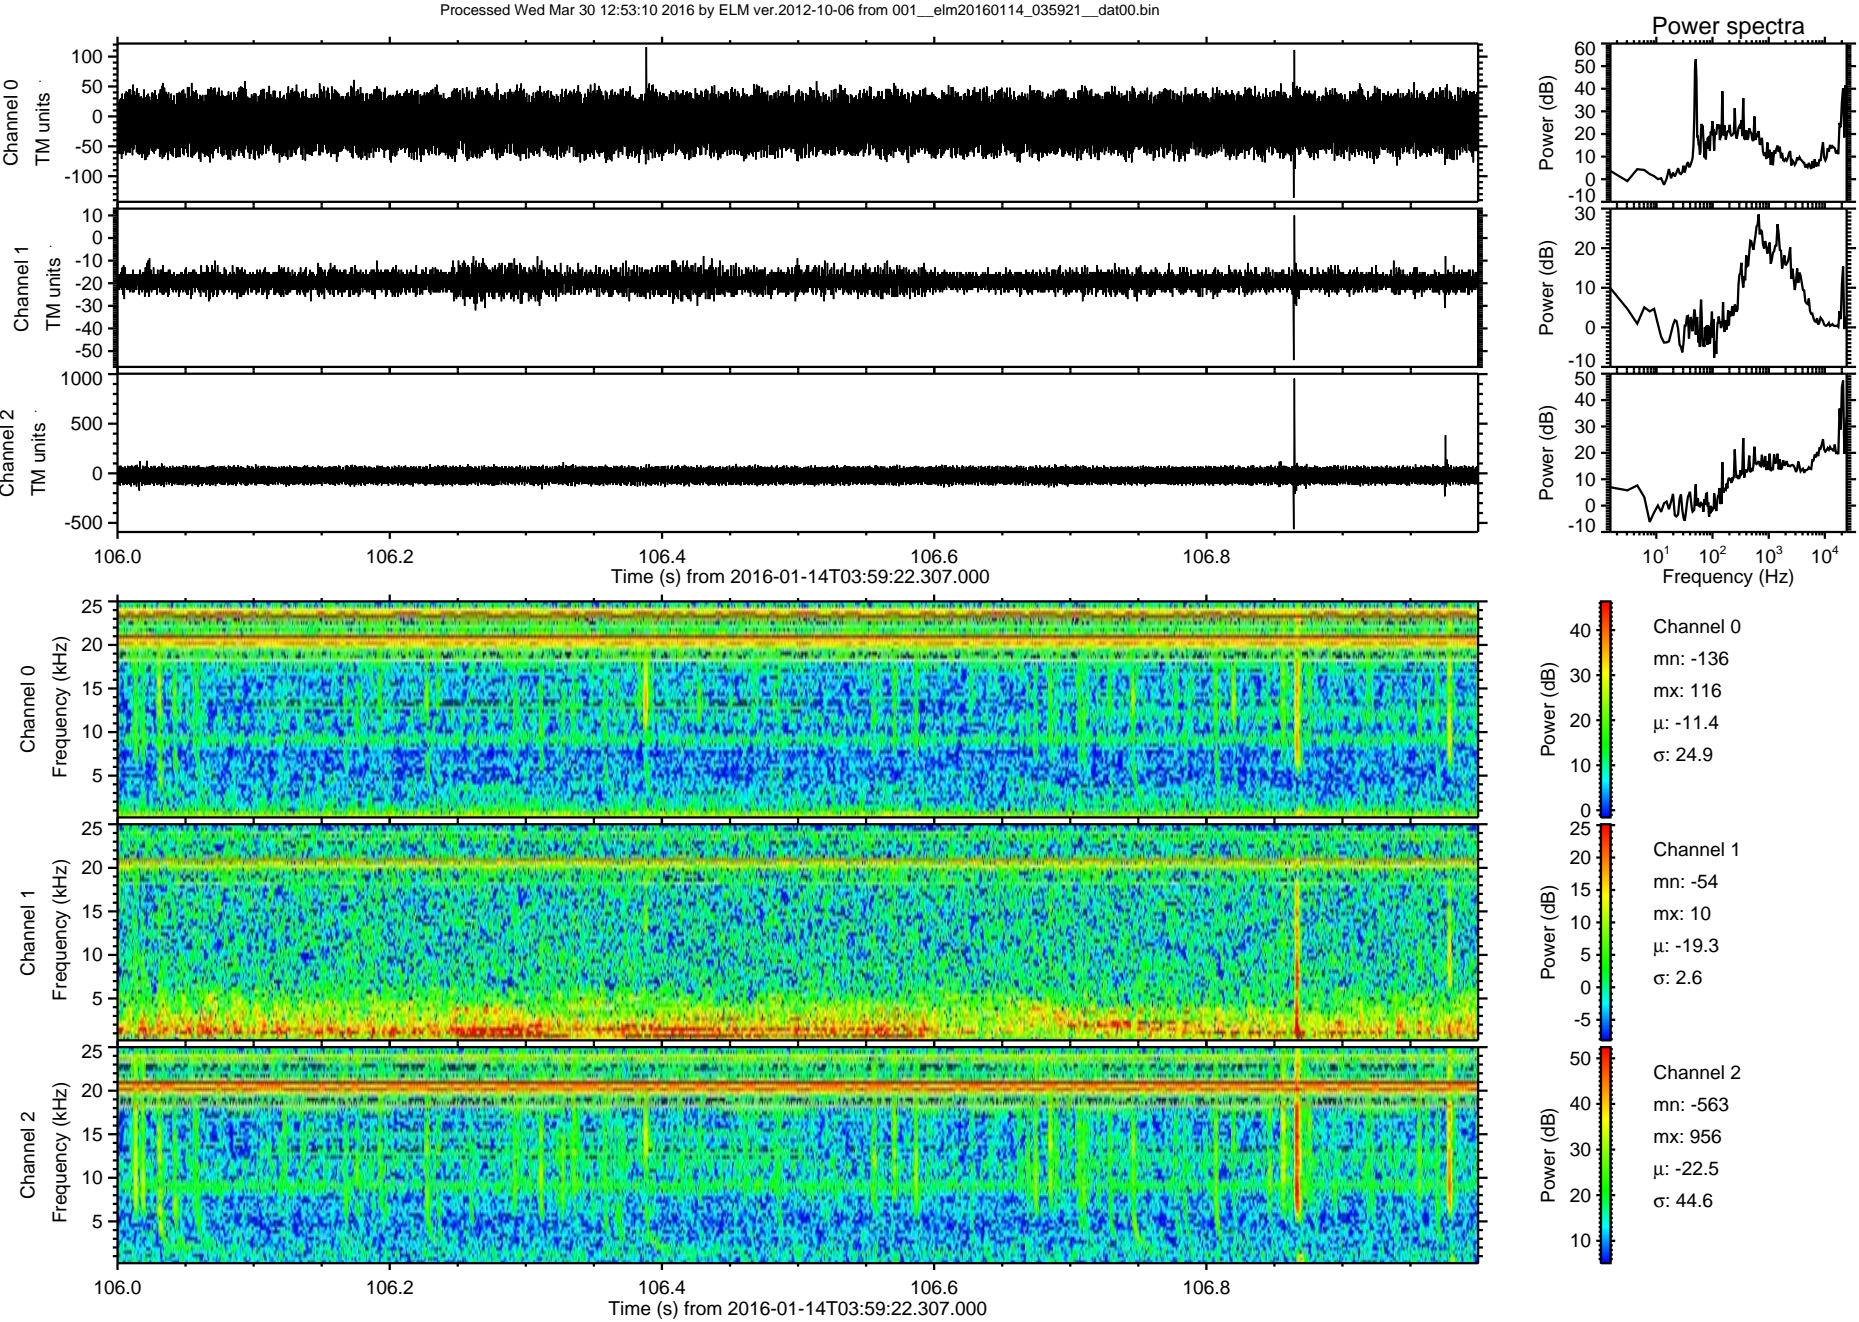 Processed Wed Mar 30 12:53:10 2016 by ELM ver.2012-10-06 from 001__elm20160114_035921__dat00.bin
Power spectra
Channel 0
TM units
100
50
0
-50
-100
Power (dB)
60
50
40
30
20
10
0
-10
Channel 1
TM units
10
0
-10
-20
-30
-40
-50
Power (dB)
30
20
10
0
-10
Channel 2
TM units
1000
500
0
-500
Power (dB)
50
40
30
20
10
0
-10
106.0 106.2 106.4 106.6 106.8
Time (s) from 2016-01-14T03:59:22.307.000
10^1 10^2 10^3 10^4
Frequency (Hz)
Channel 0
Frequency (kHz)
25
20
15
10
5
Power (dB)
40
30
20
10
0
Channel 0
mn: -136
mx: 116
μ: -11.4
σ: 24.9
Channel 1
Frequency (kHz)
25
20
15
10
5
Power (dB)
25
20
15
10
5
0
-5
Channel 1
mn: -54
mx: 10
μ: -19.3
σ: 2.6
Channel 2
Frequency (kHz)
25
20
15
10
5
Power (dB)
50
40
30
20
10
Channel 2
mn: -563
mx: 956
μ: -22.5
σ: 44.6
106.0 106.2 106.4 106.6 106.8
Time (s) from 2016-01-14T03:59:22.307.000